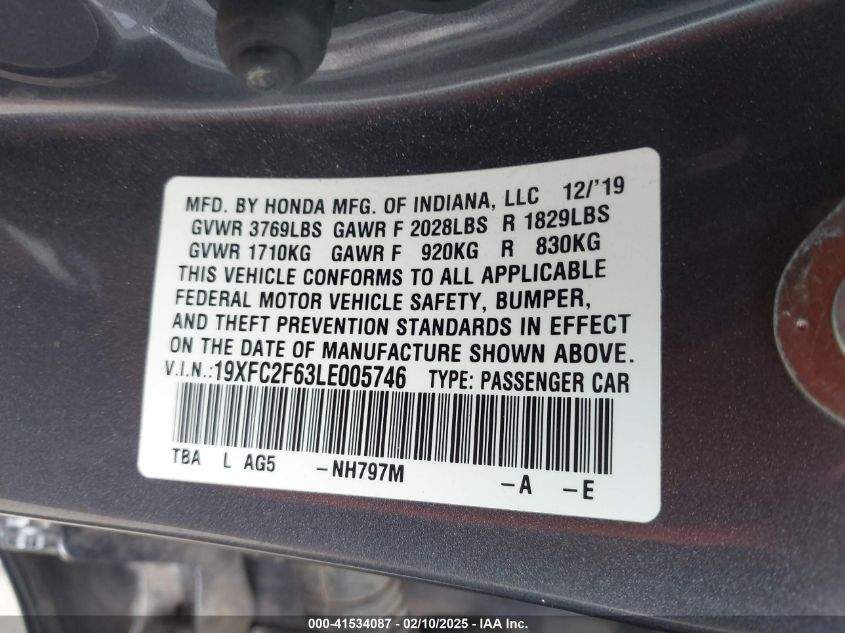 MFD. BY HONDA MFG. OF INDIANA, LLC 12/'19
GVWR 3769LBS GAWR F 2028LBS R 1829LBS
GVWR 1710KG GAWR F 920KG R 830KG
THIS VEHICLE CONFORMS TO ALL APPLICABLE
FEDERAL MOTOR VEHICLE SAFETY, BUMPER,
AND THEFT PREVENTION STANDARDS IN EFFECT
ON THE DATE OF MANUFACTURE SHOWN ABOVE.
V.I.N.:19XFC2F63LE005746 TYPE: PASSENGER CAR
TBA L AG5 -NH797M -A -E
000-41534087 - 02/10/2025 - IAA Inc.